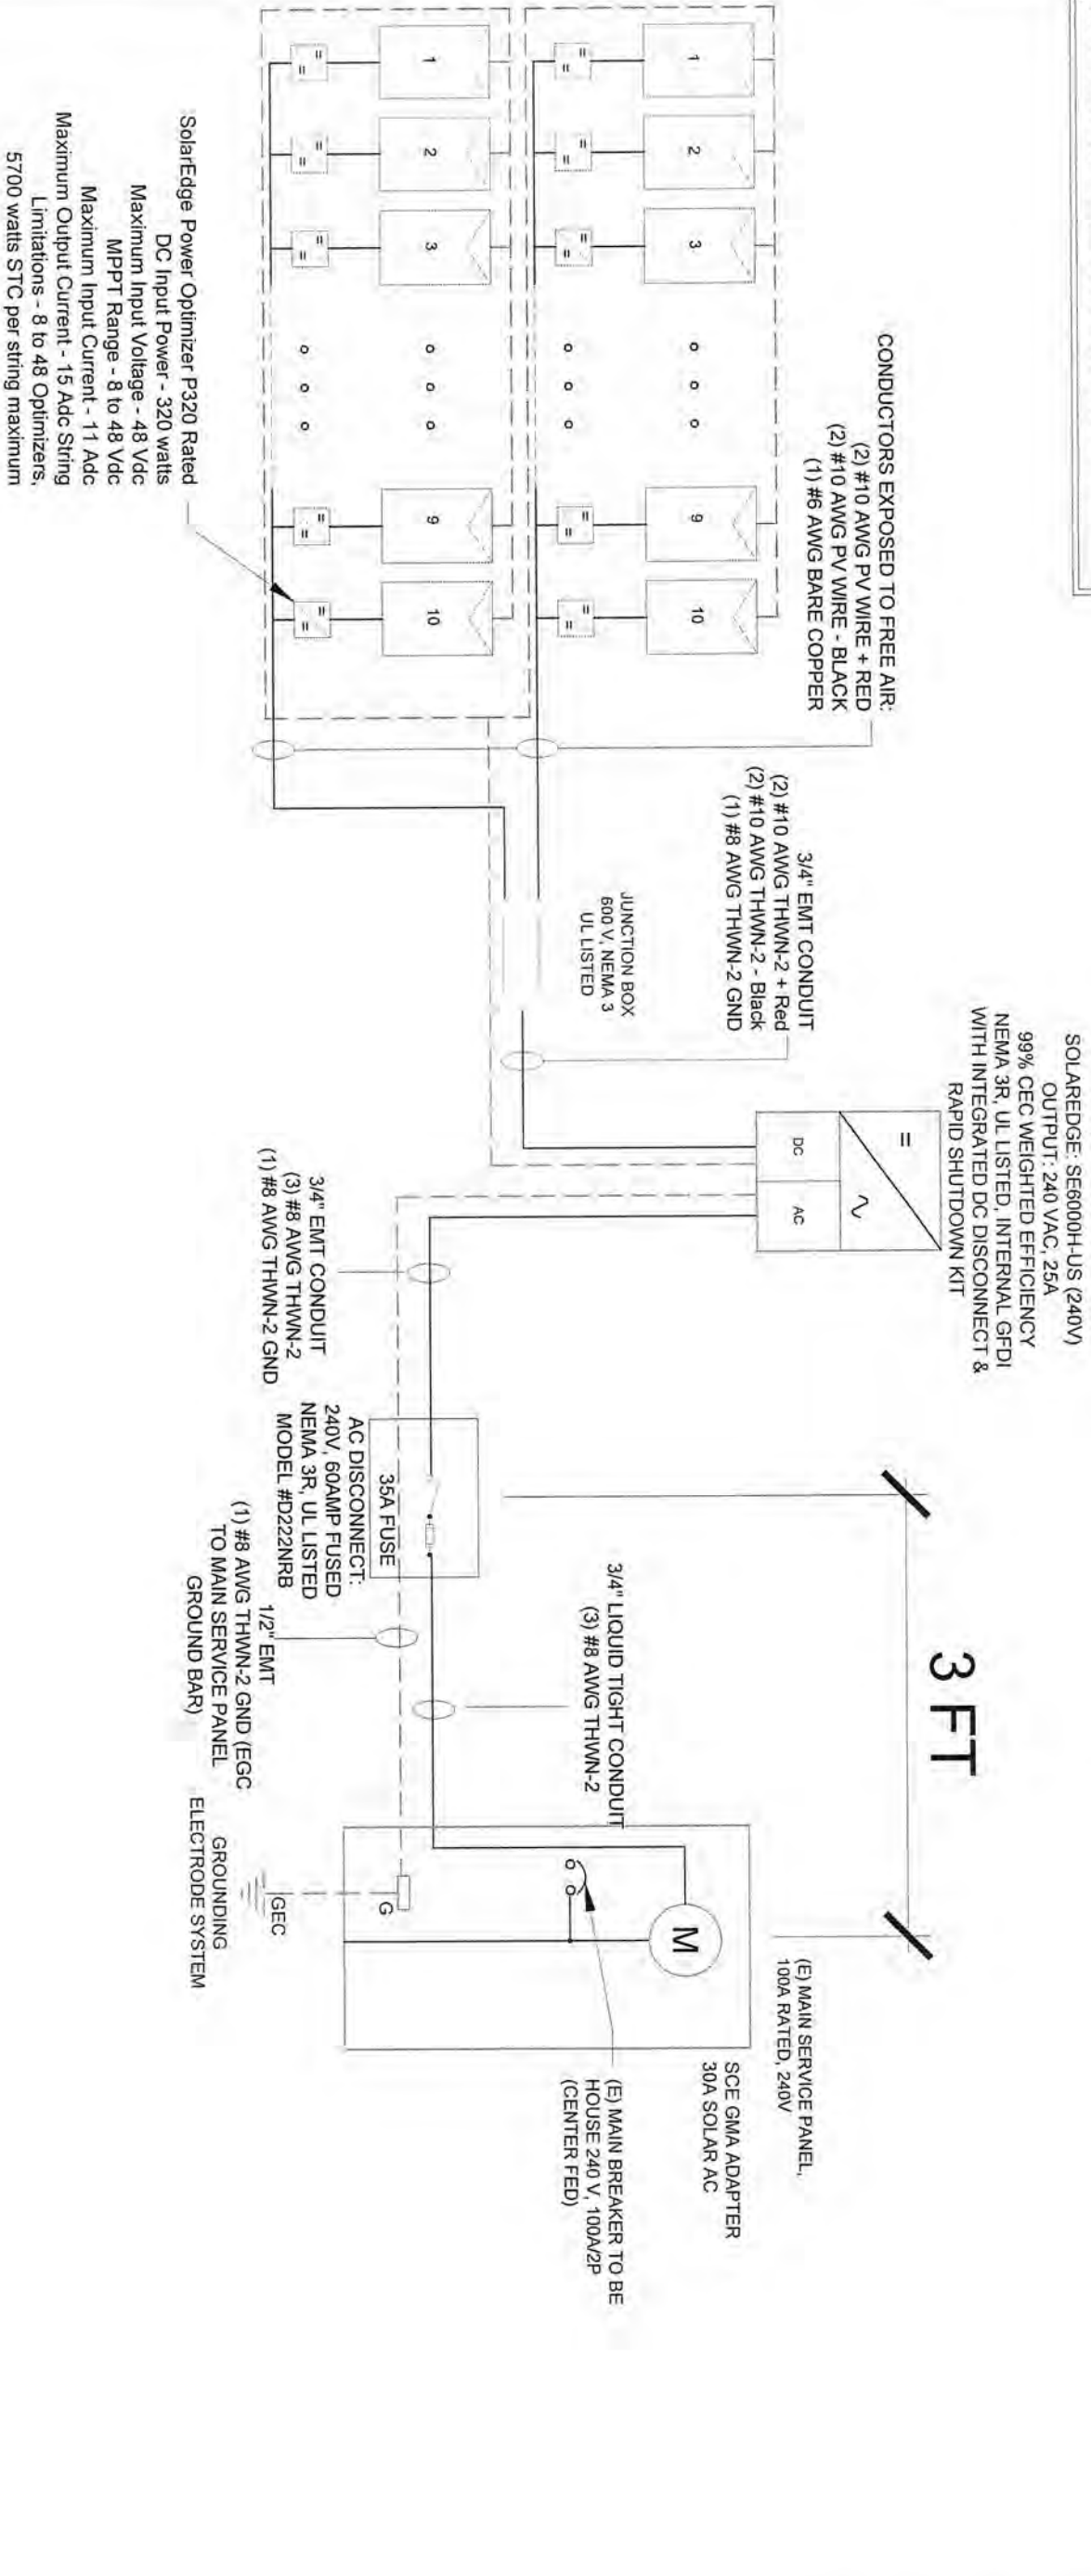 SOLAREDGE: SE6000H-US (240V)
OUTPUT: 240 VAC, 25A
99% CEC WEIGHTED EFFICIENCY
NEMA 3R, UL LISTED, INTERNAL GFDI
WITH INTEGRATED DC DISCONNECT &
RAPID SHUTDOWN KIT
=
~
DC
AC
3 FT
CONDUCTORS EXPOSED TO FREE AIR:
(2) #10 AWG PV WIRE + RED
(2) #10 AWG PV WIRE - BLACK
(1) #6 AWG BARE COPPER
3/4" EMT CONDUIT
(2) #10 AWG THWN-2 + Red
(2) #10 AWG THWN-2 - Black
(1) #8 AWG THWN-2 GND
JUNCTION BOX
600 V, NEMA 3
UL LISTED
(E) MAIN SERVICE PANEL,
100A RATED, 240V
SCE GMA ADAPTER
30A SOLAR AC
M
(E) MAIN BREAKER TO BE
HOUSE 240 V, 100A/2P
(CENTER FED)
1
2
3
9
10
1
2
3
9
10
3/4" LIQUID TIGHT CONDUIT
(3) #8 AWG THWN-2
35A FUSE
AC DISCONNECT:
240V, 60AMP FUSED
NEMA 3R, UL LISTED
MODEL #D222NRB
3/4" EMT CONDUIT
(3) #8 AWG THWN-2
(1) #8 AWG THWN-2 GND
1/2" EMT
(1) #8 AWG THWN-2 GND (EGC
TO MAIN SERVICE PANEL
GROUND BAR)
G
GEC
GROUNDING
ELECTRODE SYSTEM
SolarEdge Power Optimizer P320 Rated
DC Input Power - 320 watts
Maximum Input Voltage - 48 Vdc
MPPT Range - 8 to 48 Vdc
Maximum Input Current - 11 Adc
Maximum Output Current - 15 Adc String
Limitations - 8 to 48 Optimizers,
5700 watts STC per string maximum